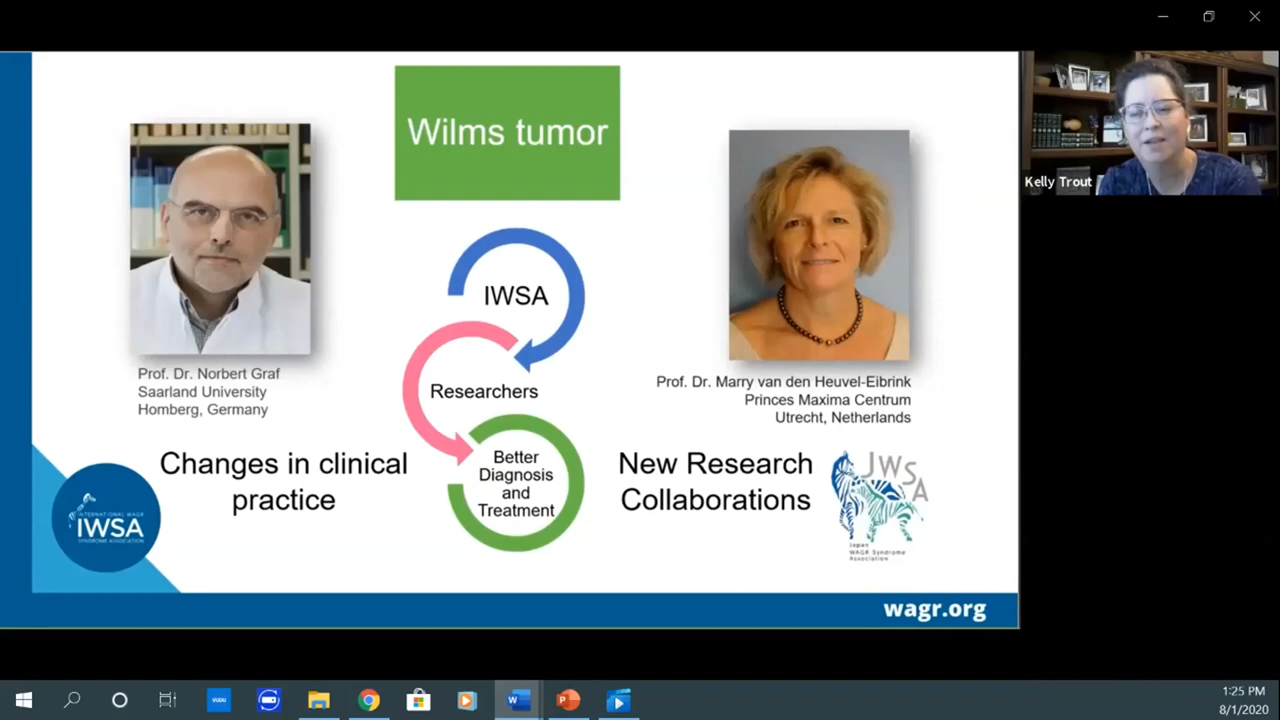 Wilms tumor
Kelly Trout
IWSA
Researchers
Better
Diagnosis
and
Treatment
Prof. Dr. Norbert Graf
Saarland University
Homberg, Germany
Prof. Dr. Marry van den Heuvel-Eibrink
Princes Maxima Centrum
Utrecht, Netherlands
Changes in clinical
practice
New Research
Collaborations
INTERNATIONAL WAGR
IWSA
SYNDROME ASSOCIATION
JWSA
Japan
WAGR Syndrome
Association
wagr.org
VUDU
W
P
1:25 PM
8/1/2020